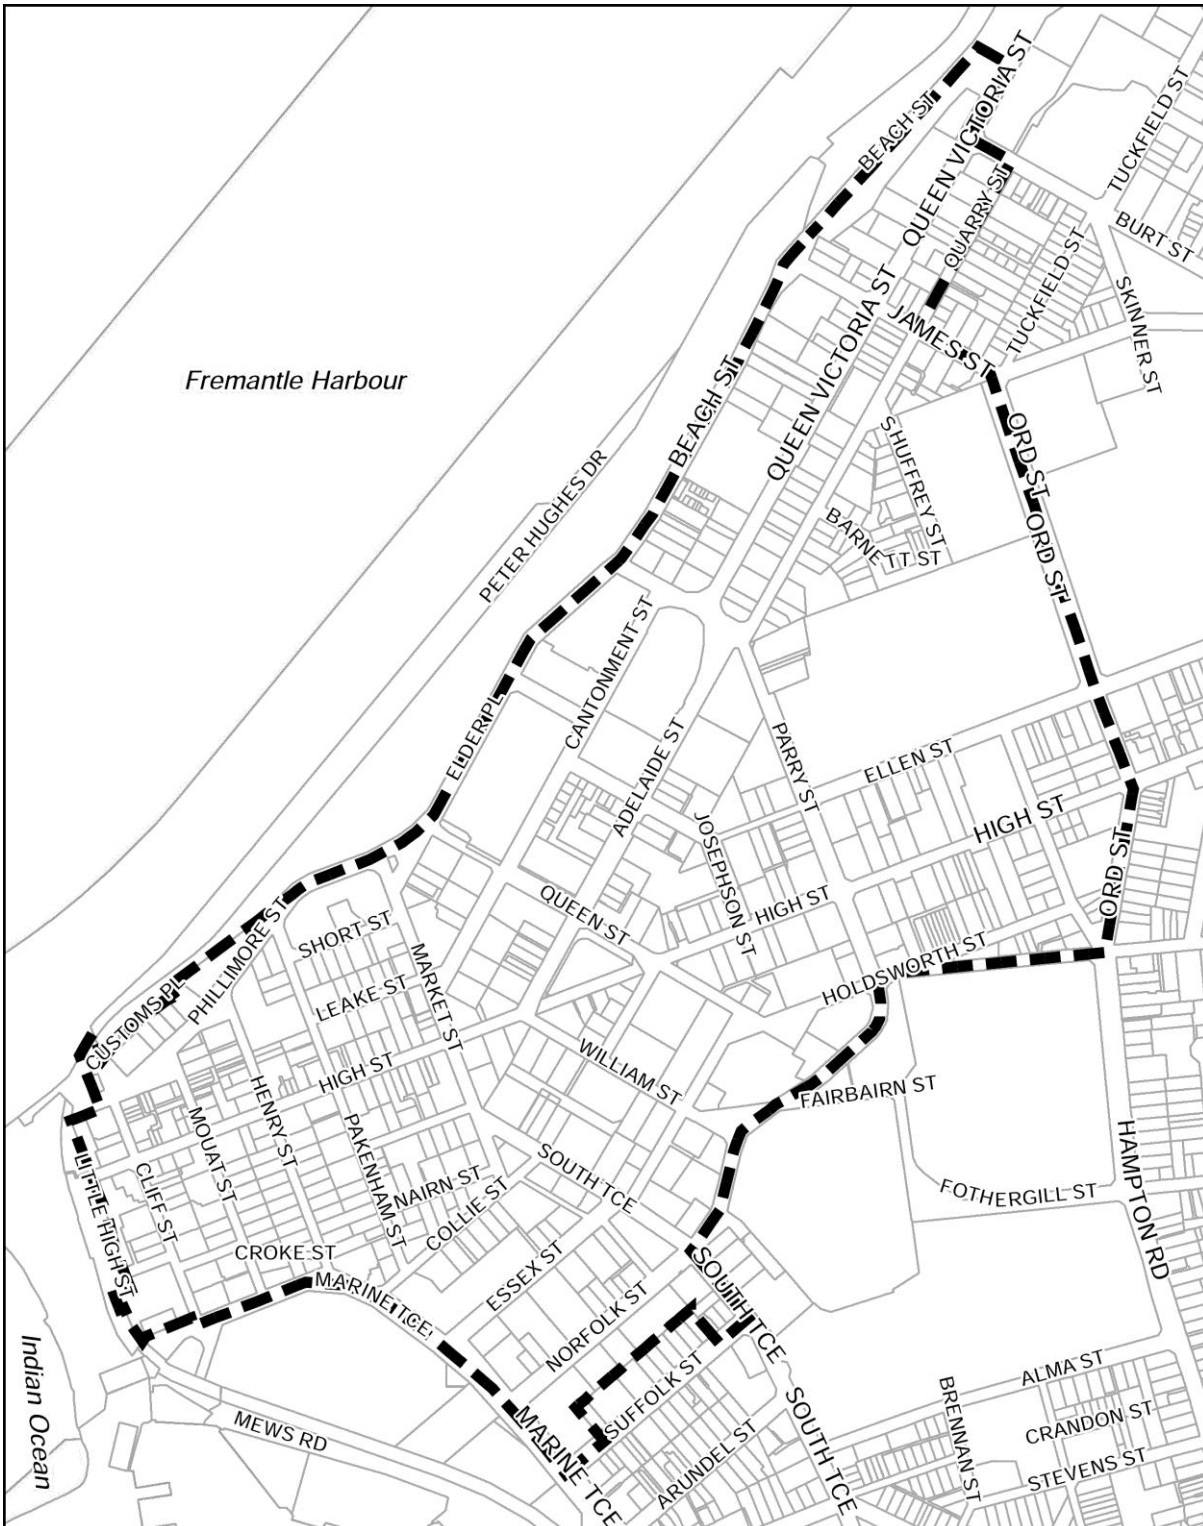 QUEEN VICTORIA ST
TUCKFIELD ST
BEACH ST
QUEEN VICTORIA ST
QUARRY ST
BURT ST
TUCKFIELD ST
SKINNER ST
JAMES ST
Fremantle Harbour
QUEEN VICTORIA ST
BEACH ST
ORD ST
SHUFFREY ST
PETER HUGHES DR
BARNETT ST
ORD ST
CANTONMENT ST
ELDER PL
ADELAIDE ST
PARRY ST
ELLEN ST
HIGH ST
JOSEPHSON ST
ORD ST
QUEEN ST
HIGH ST
PHILLIMORE ST
SHORT ST
HOLDSWORTH ST
MARKET ST
LEAKE ST
CUSTOMS PL
WILLIAM ST
HIGH ST
FAIRBAIRN ST
HENRY ST
MOUAT ST
PAKENHAM ST
HAMPTON RD
SOUTH TCE
CLIFF ST
LITTLE HIGH ST
NAIRN ST
COLLIE ST
FOTHERGILL ST
CROKE ST
ESSEX ST
MARINE TCE
SOUTH TCE
NORFOLK ST
Indian Ocean
SUFFOLK ST
ALMA ST
MEWS RD
MARINE TCE
SOUTH TCE
BRENNAN ST
CRANDON ST
ARUNDEL ST
STEVENS ST